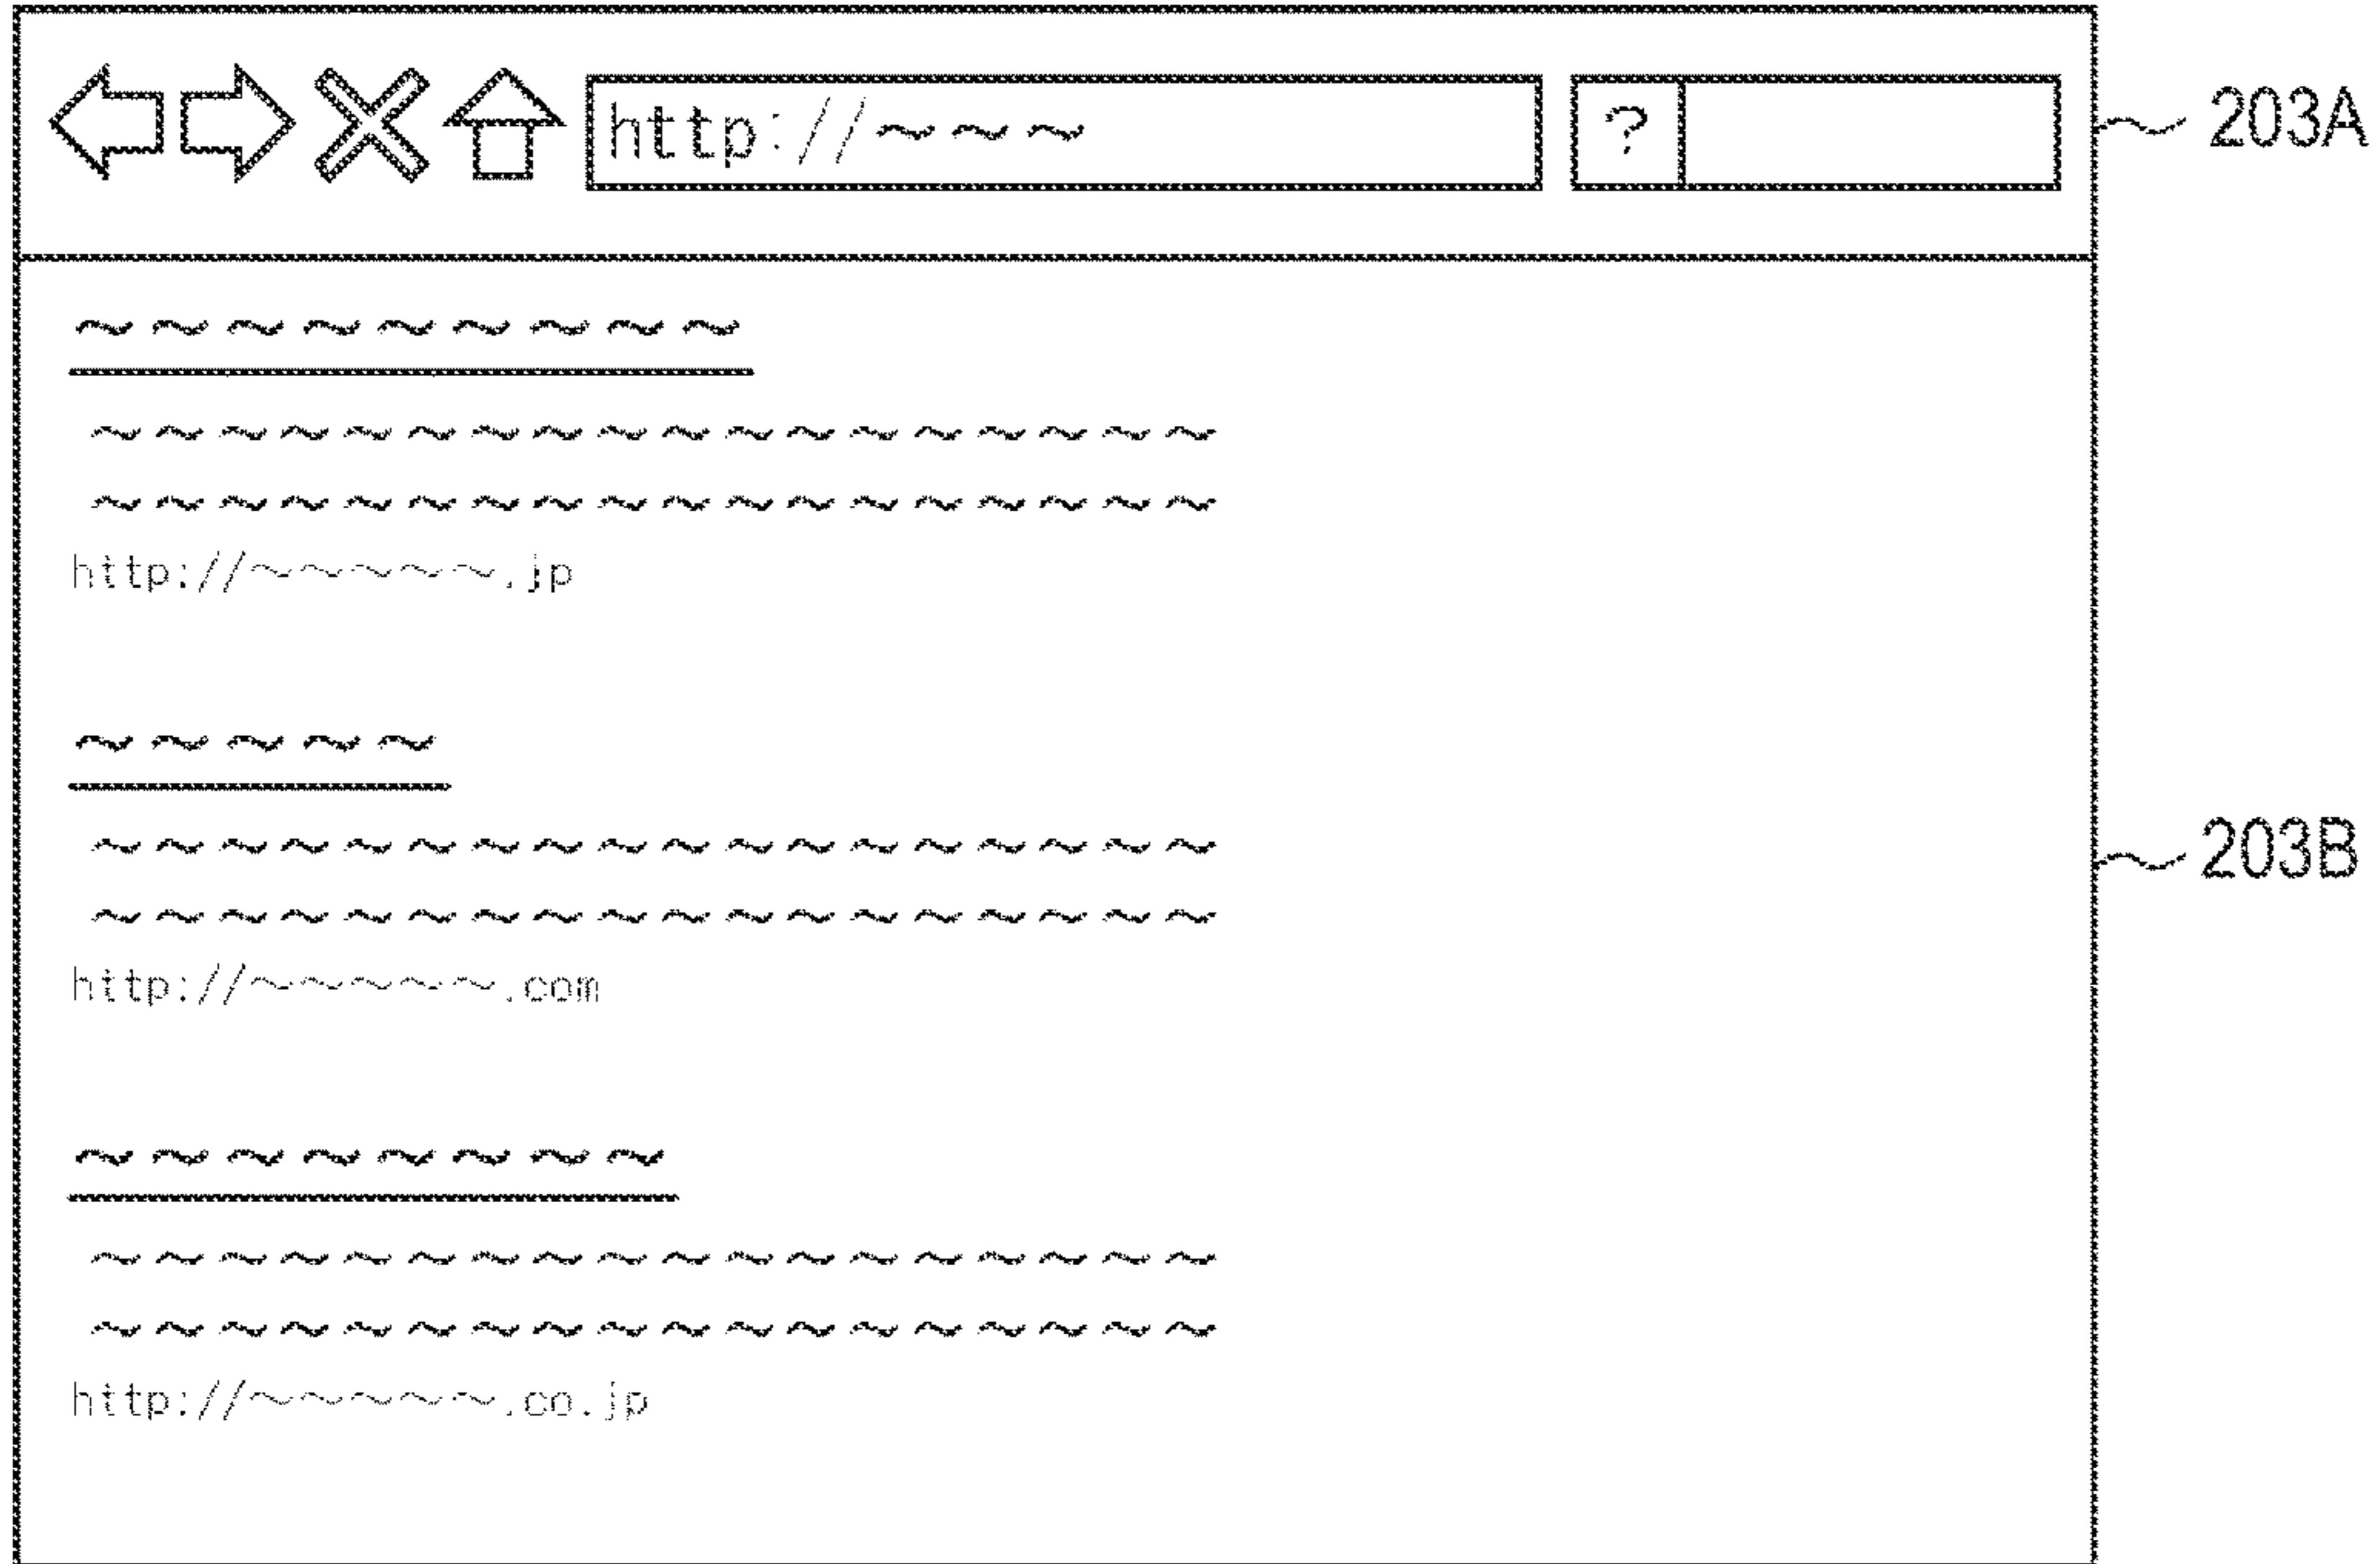 http://～～～ ? 203A
～～～～～～～～～
～～～～～～～～～～～～～～～～～～
～～～～～～～～～～～～～～～～～～
http://～～～～～.jp
～～～～～
～～～～～～～～～～～～～～～～～～
203B
～～～～～～～～～～～～～～～～～～
http://～～～～～.com
～～～～～～～～
～～～～～～～～～～～～～～～～～～
～～～～～～～～～～～～～～～～～～
http://～～～～～.co.jp